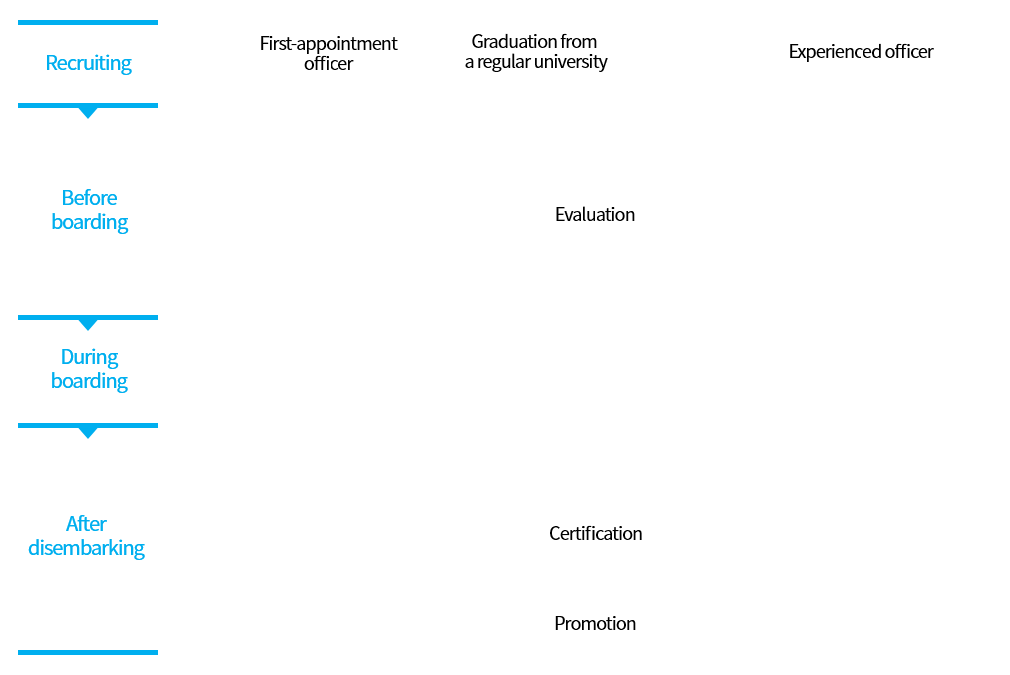 Recruiting
First-appointment
officer
Graduation from
a regular university
Experienced officer
Before
boarding
Evaluation
During
boarding
After
disembarking
Certification
Promotion